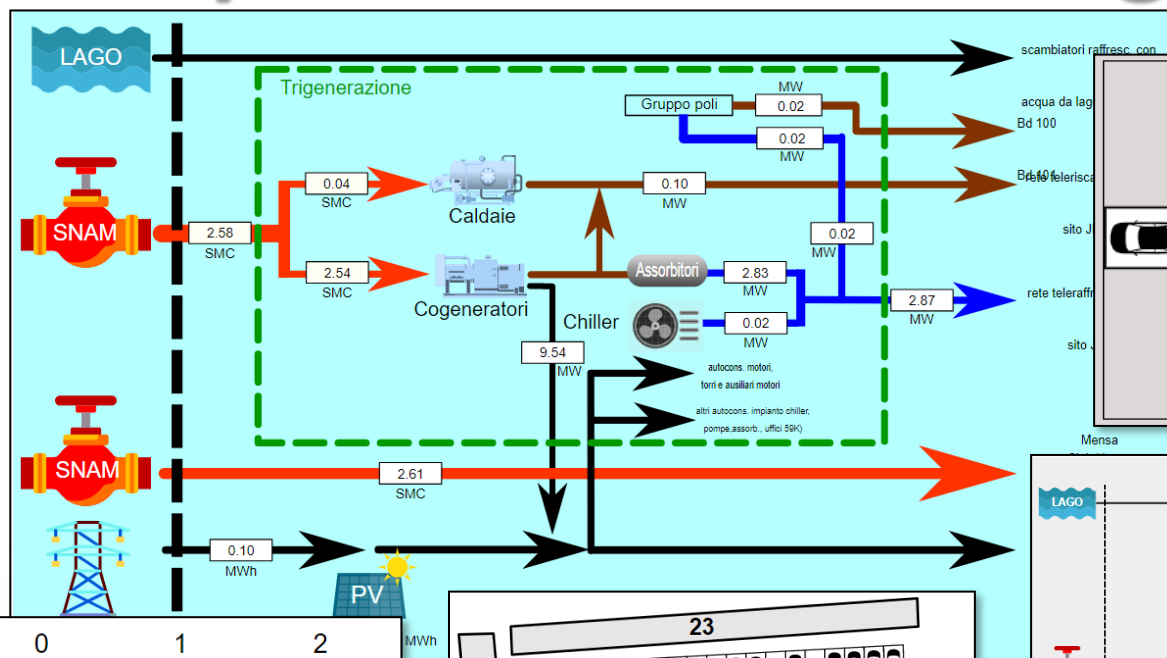 LAGO
scambiatori raffresc. con
Trigenerazione
MW
Gruppo poli
0.02
acqua da lag
Bd 100
0.02
MW
0.04
SMC
Caldaie
0.10
MW
Bd 101
SNAM
2.58
SMC
0.02
MW
sito
2.54
SMC
Cogeneratori
Assorbitori
2.83
MW
rete teleraffr
2.87
MW
Chiller
0.02
MW
sito
9.54
MW
autocons. motori,
torri e ausiliari motori
altri autocons. impianto chiller,
pompe,assorb., uffici 59K)
SNAM
2.61
SMC
Mensa
LAGO
0.10
MWh
PV
MWh
0 1 2
23